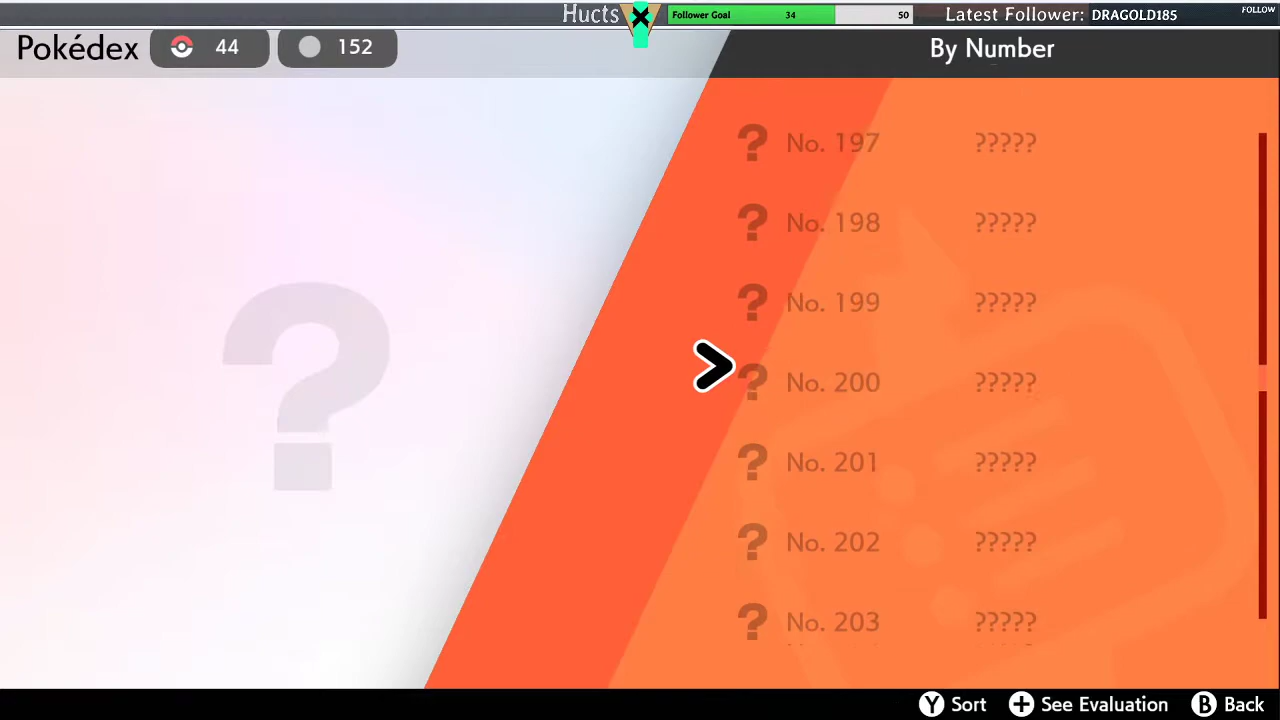 Hucts
Follower Goal 34 50
Latest Follower: DRAGOLD185
FOLLOW
Pokédex 44 152
By Number
? No. 197 ?????
? No. 198 ?????
? No. 199 ?????
? No. 200 ?????
? No. 201 ?????
? No. 202 ?????
? No. 203 ?????
?
Y Sort + See Evaluation B Back